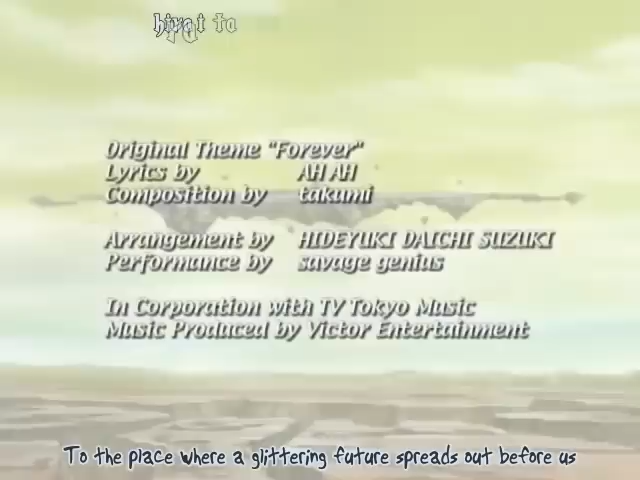 Original Theme "Forever"
Lyrics by AH AH
Composition by takumi
Arrangement by HIDEYUKI DAICHI SUZUKI
Performance by savage genius
In Corporation with TV Tokyo Music
Music Produced by Victor Entertainment
To the place where a glittering future spreads out before us